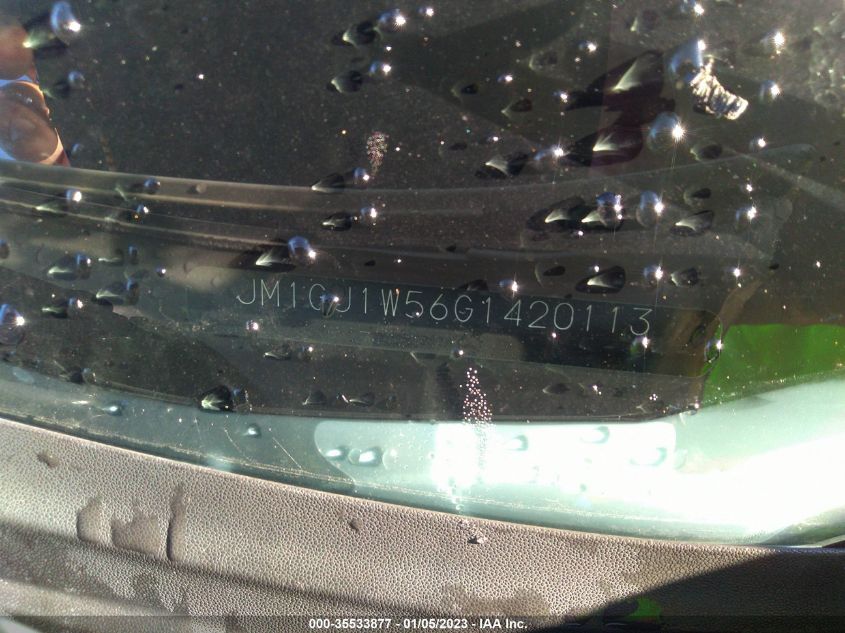 JM1GJ1W56G1420113
000-35533877 - 01/05/2023 - IAA Inc.